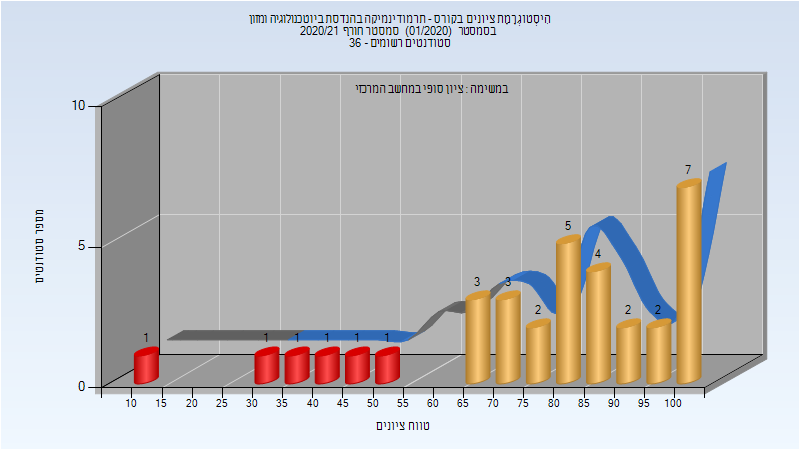 הִיסְטוגְרָמַת ציונים בקורס - תרמודינמיקה בהנדסת ביוטכנולוגיה ומזון
בסמסטר (01/2020) סמסטר חורף 2020/21
סטודנטים רשומים - 36
במשימה : ציון סופי במחשב המרכזי
מספר סטודנטים
10
5
0
1
1
1
1
1
1
3
3
2
5
4
2
2
7
10 15 20 25 30 35 40 45 50 55 60 65 70 75 80 85 90 95 100
טווח ציונים